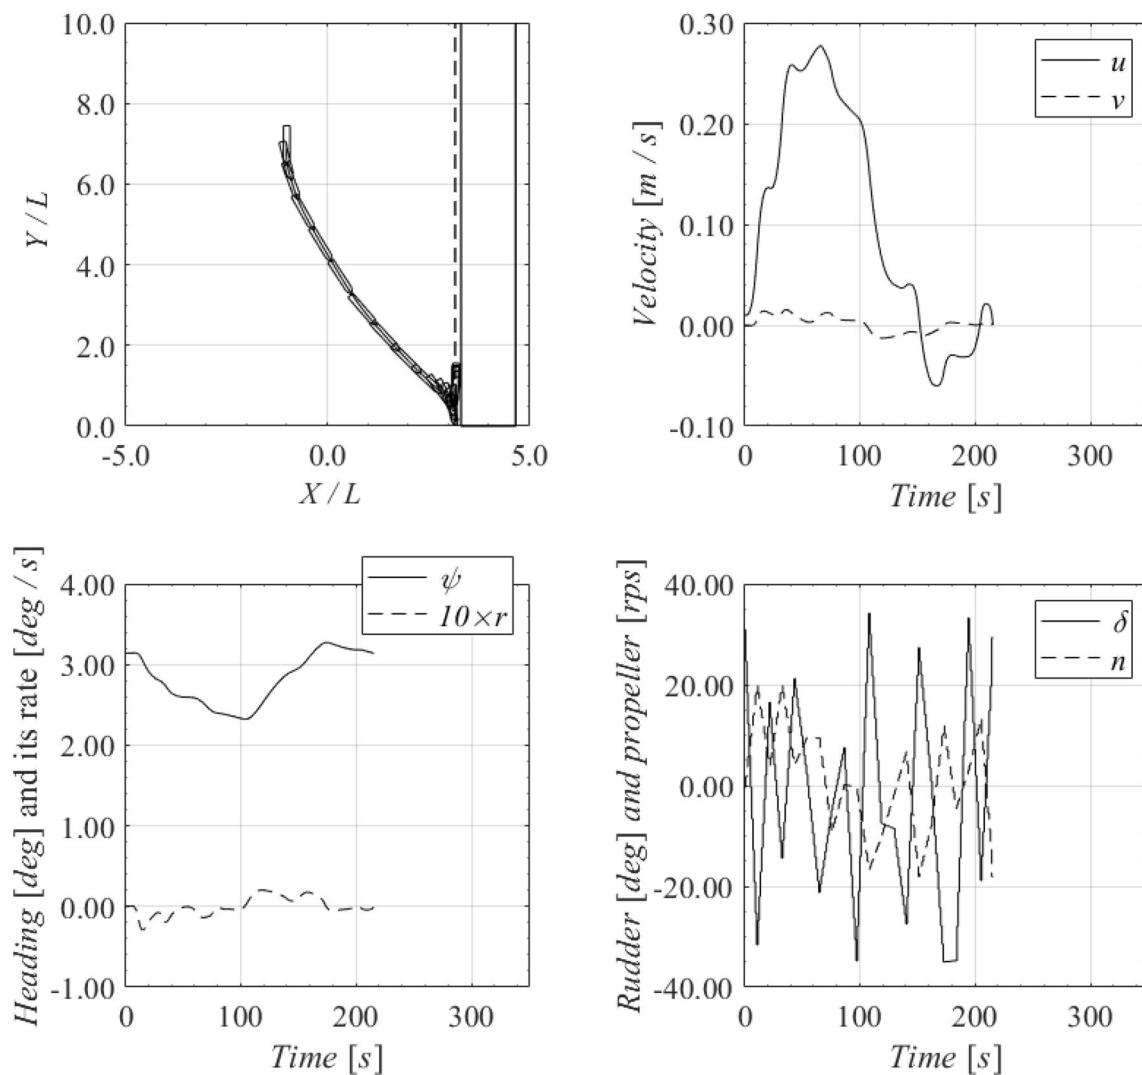 10.0
8.0
6.0
4.0
2.0
0.0
-5.0 0.0 5.0
X / L
Y / L
0.30
0.20
0.10
0.00
-0.10
0 100 200 300
Time [s]
Velocity [m / s]
u
v
4.00
3.00
2.00
1.00
0.00
-1.00
0 100 200 300
Time [s]
Heading [deg] and its rate [deg / s]
ψ
10×r
40.00
20.00
0.00
-20.00
-40.00
0 100 200 300
Time [s]
Rudder [deg] and propeller [rps]
δ
n